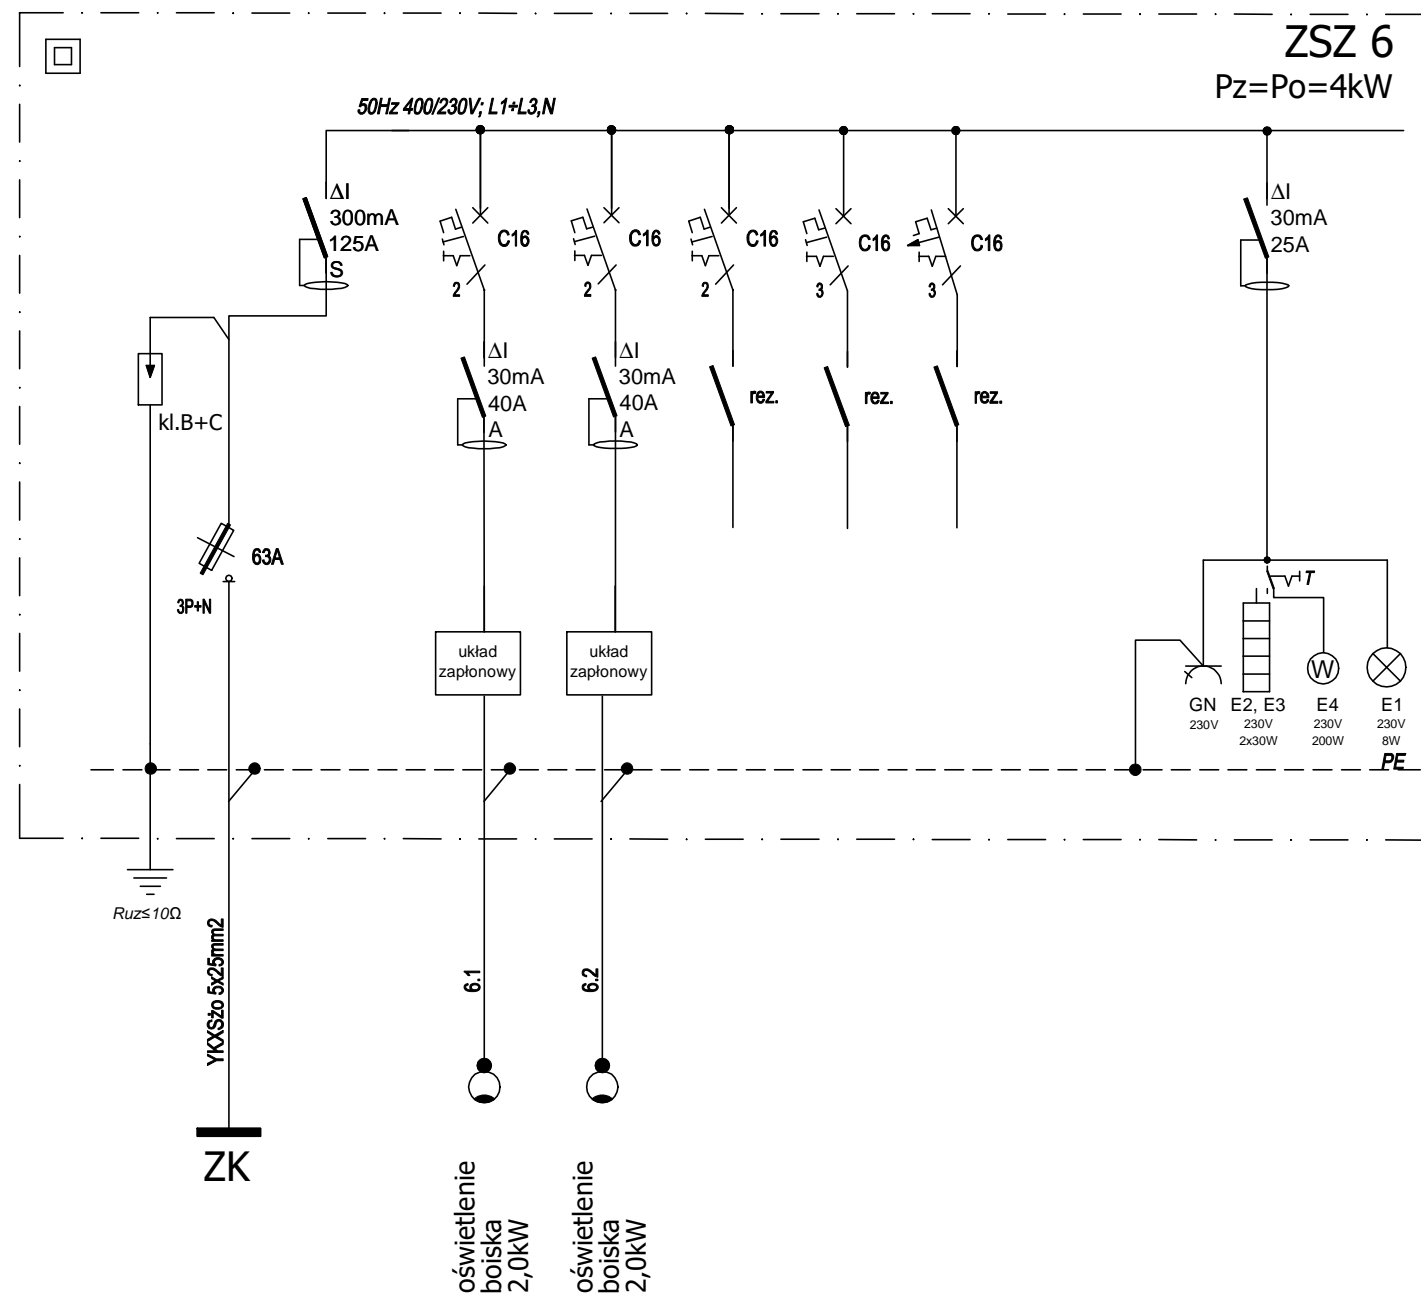 ZSZ 6
Pz=Po=4kW
50Hz 400/230V; L1÷L3,N
ΔI
300mA
125A
S
C16
2
C16
2
C16
2
C16
3
C16
3
ΔI
30mA
25A
ΔI
30mA
40A
A
ΔI
30mA
40A
A
rez.
rez.
rez.
kl.B+C
63A
3P+N
układ
zapłonowy
układ
zapłonowy
T
W
GN
230V
E2, E3
230V
2x30W
E4
230V
200W
E1
230V
8W
PE
Ruz≤10Ω
YKXSżo 5x25mm2
6.1
6.2
ZK
oświetlenie
boiska
2,0kW
oświetlenie
boiska
2,0kW